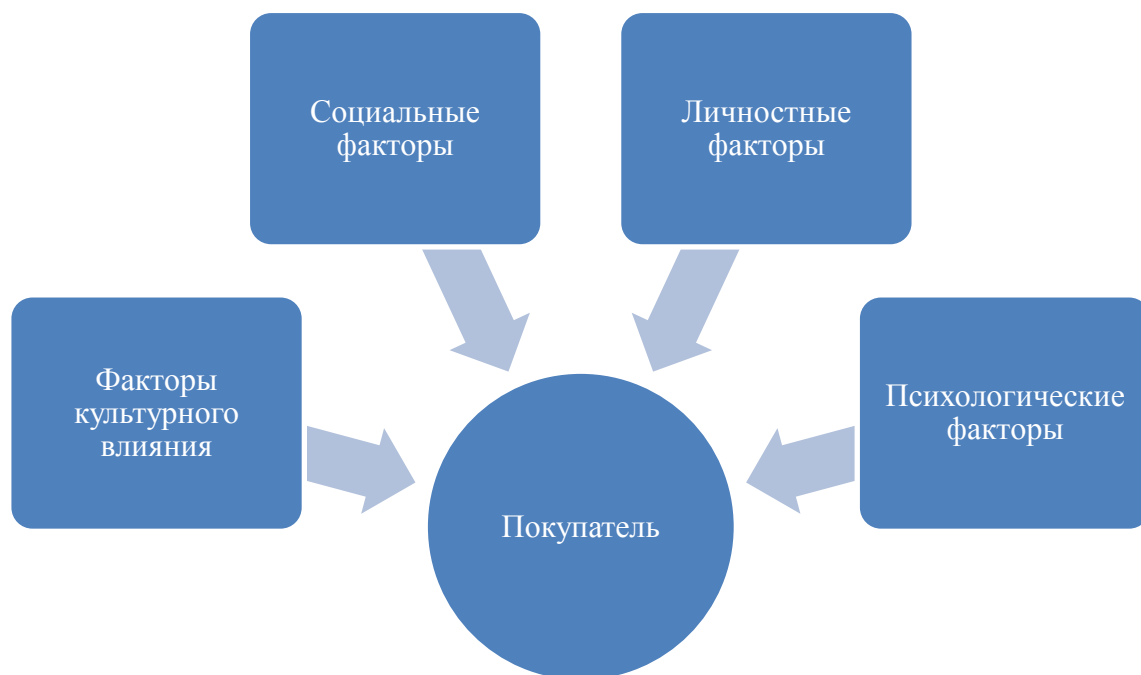 Социальные
факторы
Личностные
факторы
Факторы
культурного
влияния
Психологические
факторы
Покупатель